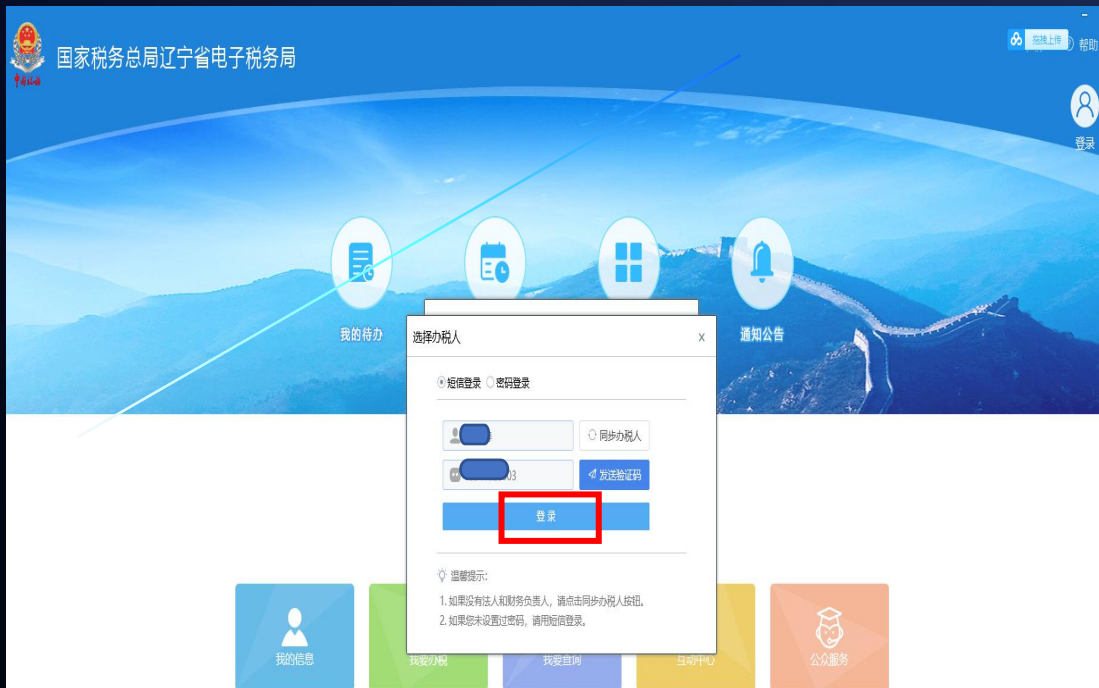 国家税务总局辽宁省电子税务局
拖拽上传
帮助
登录
我的待办
通知公告
选择办税人
x
短信登录
密码登录
同步办税人
03
发送验证码
登录
温馨提示:
1. 如果没有法人和财务负责人，请点击同步办税人按钮。
2. 如果您未设置过密码，请用短信登录。
我的信息
我要办税
我要查询
互动中心
公众服务